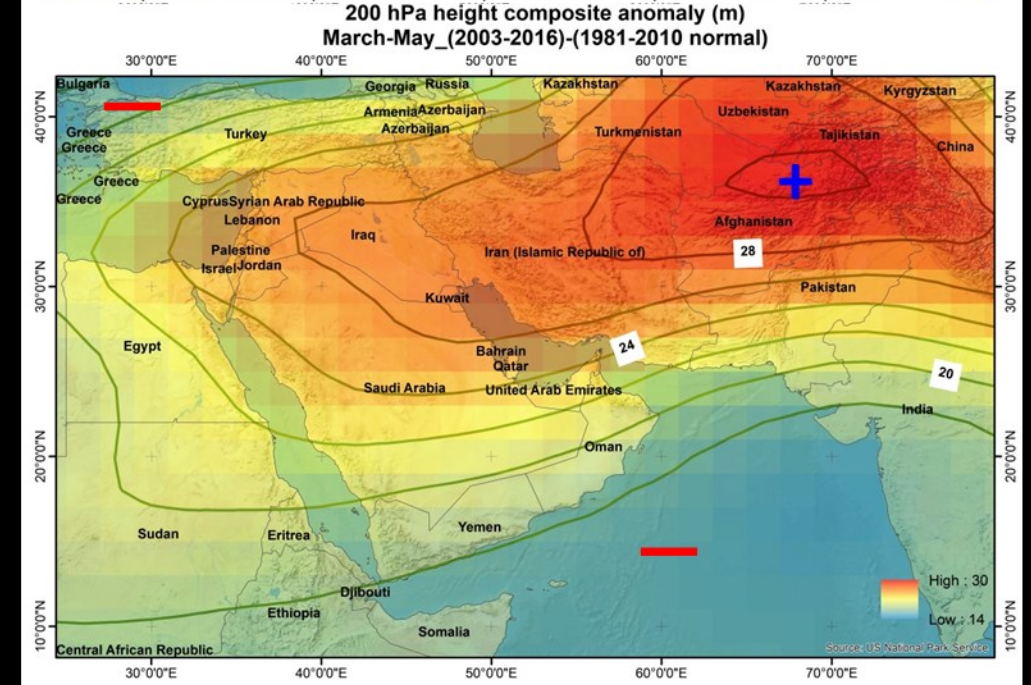 200 hPa height composite anomaly (m)
March-May_(2003-2016)-(1981-2010 normal)
30°0'0"E 40°0'0"E 50°0'0"E 60°0'0"E 70°0'0"E
Bulgaria Georgia Russia Kazakhstan Kazakhstan Kyrgyzstan
40°0'0"N Armenia Azerbaijan Uzbekistan 40°0'0"N
Greece Turkey Azerbaijan Turkmenistan Tajikistan
Greece China
Greece
Greece Cyprus Syrian Arab Republic
Lebanon Afghanistan
Iraq
Palestine Iran (Islamic Republic of) 28
Israel Jordan
30°0'0"N Kuwait Pakistan 30°0'0"N
Egypt Bahrain 24
Qatar 20
Saudi Arabia United Arab Emirates
India
Oman
20°0'0"N 20°0'0"N
Sudan Eritrea Yemen
Djibouti High : 30
Ethiopia
10°0'0"N Somalia Low : 14 10°0'0"N
Central African Republic Source: US National Park Service
30°0'0"E 40°0'0"E 50°0'0"E 60°0'0"E 70°0'0"E